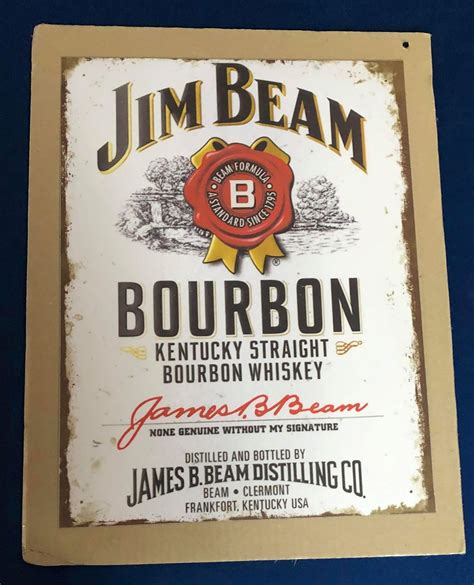 JIM BEAM
BEAM FORMULA
B
A STANDARD SINCE 1795
®
BOURBON
KENTUCKY STRAIGHT
BOURBON WHISKEY
James B Beam
NONE GENUINE WITHOUT MY SIGNATURE
DISTILLED AND BOTTLED BY
JAMES B. BEAM DISTILLING CO.
BEAM • CLERMONT
FRANKFORT, KENTUCKY USA